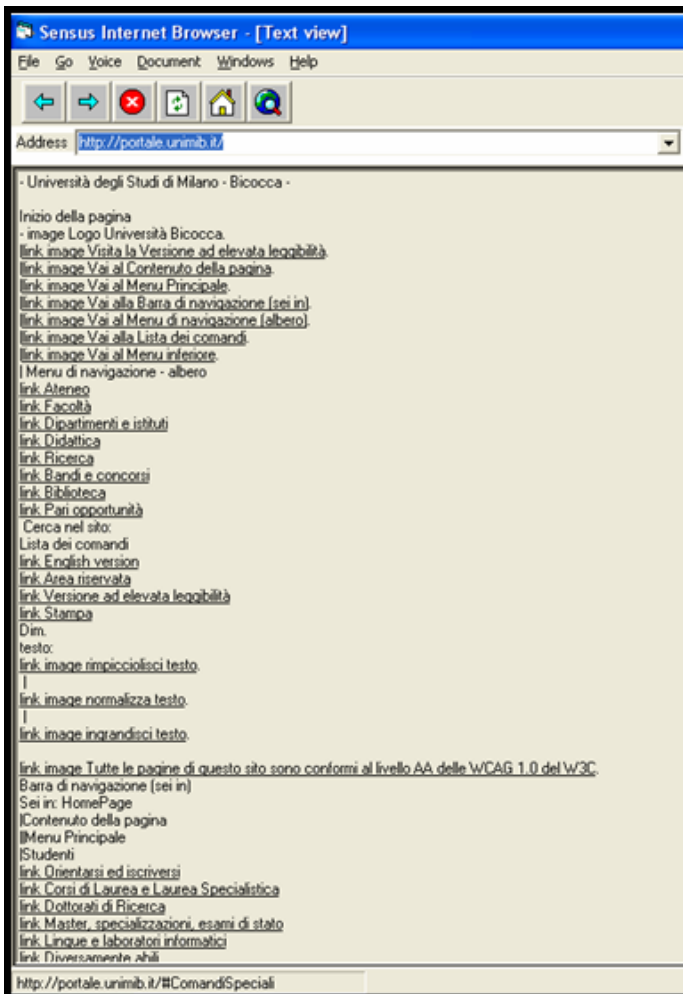 Sensus Internet Browser - [Text view]
File Go Voice Document Windows Help
Address http://portale.unimib.it/
- Università degli Studi di Milano - Bicocca -
Inizio della pagina
- image Logo Università Bicocca.
|link image Visita la Versione ad elevata leggibilità.
|link image Vai al Contenuto della pagina.
|link image Vai al Menu Principale.
|link image Vai alla Barra di navigazione (sei in).
|link image Vai al Menu di navigazione (albero).
|link image Vai alla Lista dei comandi.
|link image Vai al Menu inferiore.
| Menu di navigazione - albero
link Ateneo
link Facoltà
link Dipartimenti e istituti
link Didattica
link Ricerca
link Bandi e concorsi
link Biblioteca
link Pari opportunità
Cerca nel sito:
Lista dei comandi
link English version
link Area riservata
link Versione ad elevata leggibilità
link Stampa
Dim.
testo:
link image rimpicciolisci testo.
|
link image normalizza testo.
|
link image ingrandisci testo.
link image Tutte le pagine di questo sito sono conformi al livello AA delle WCAG 1.0 del W3C.
Barra di navigazione (sei in)
Sei in: HomePage
|Contenuto della pagina
||Menu Principale
|Studenti
link Orientarsi ed iscriversi
link Corsi di Laurea e Laurea Specialistica
link Dottorati di Ricerca
link Master, specializzazioni, esami di stato
link Lingue e laboratori informatici
link Diversamente abili
http://portale.unimib.it/#ComandiSpeciali